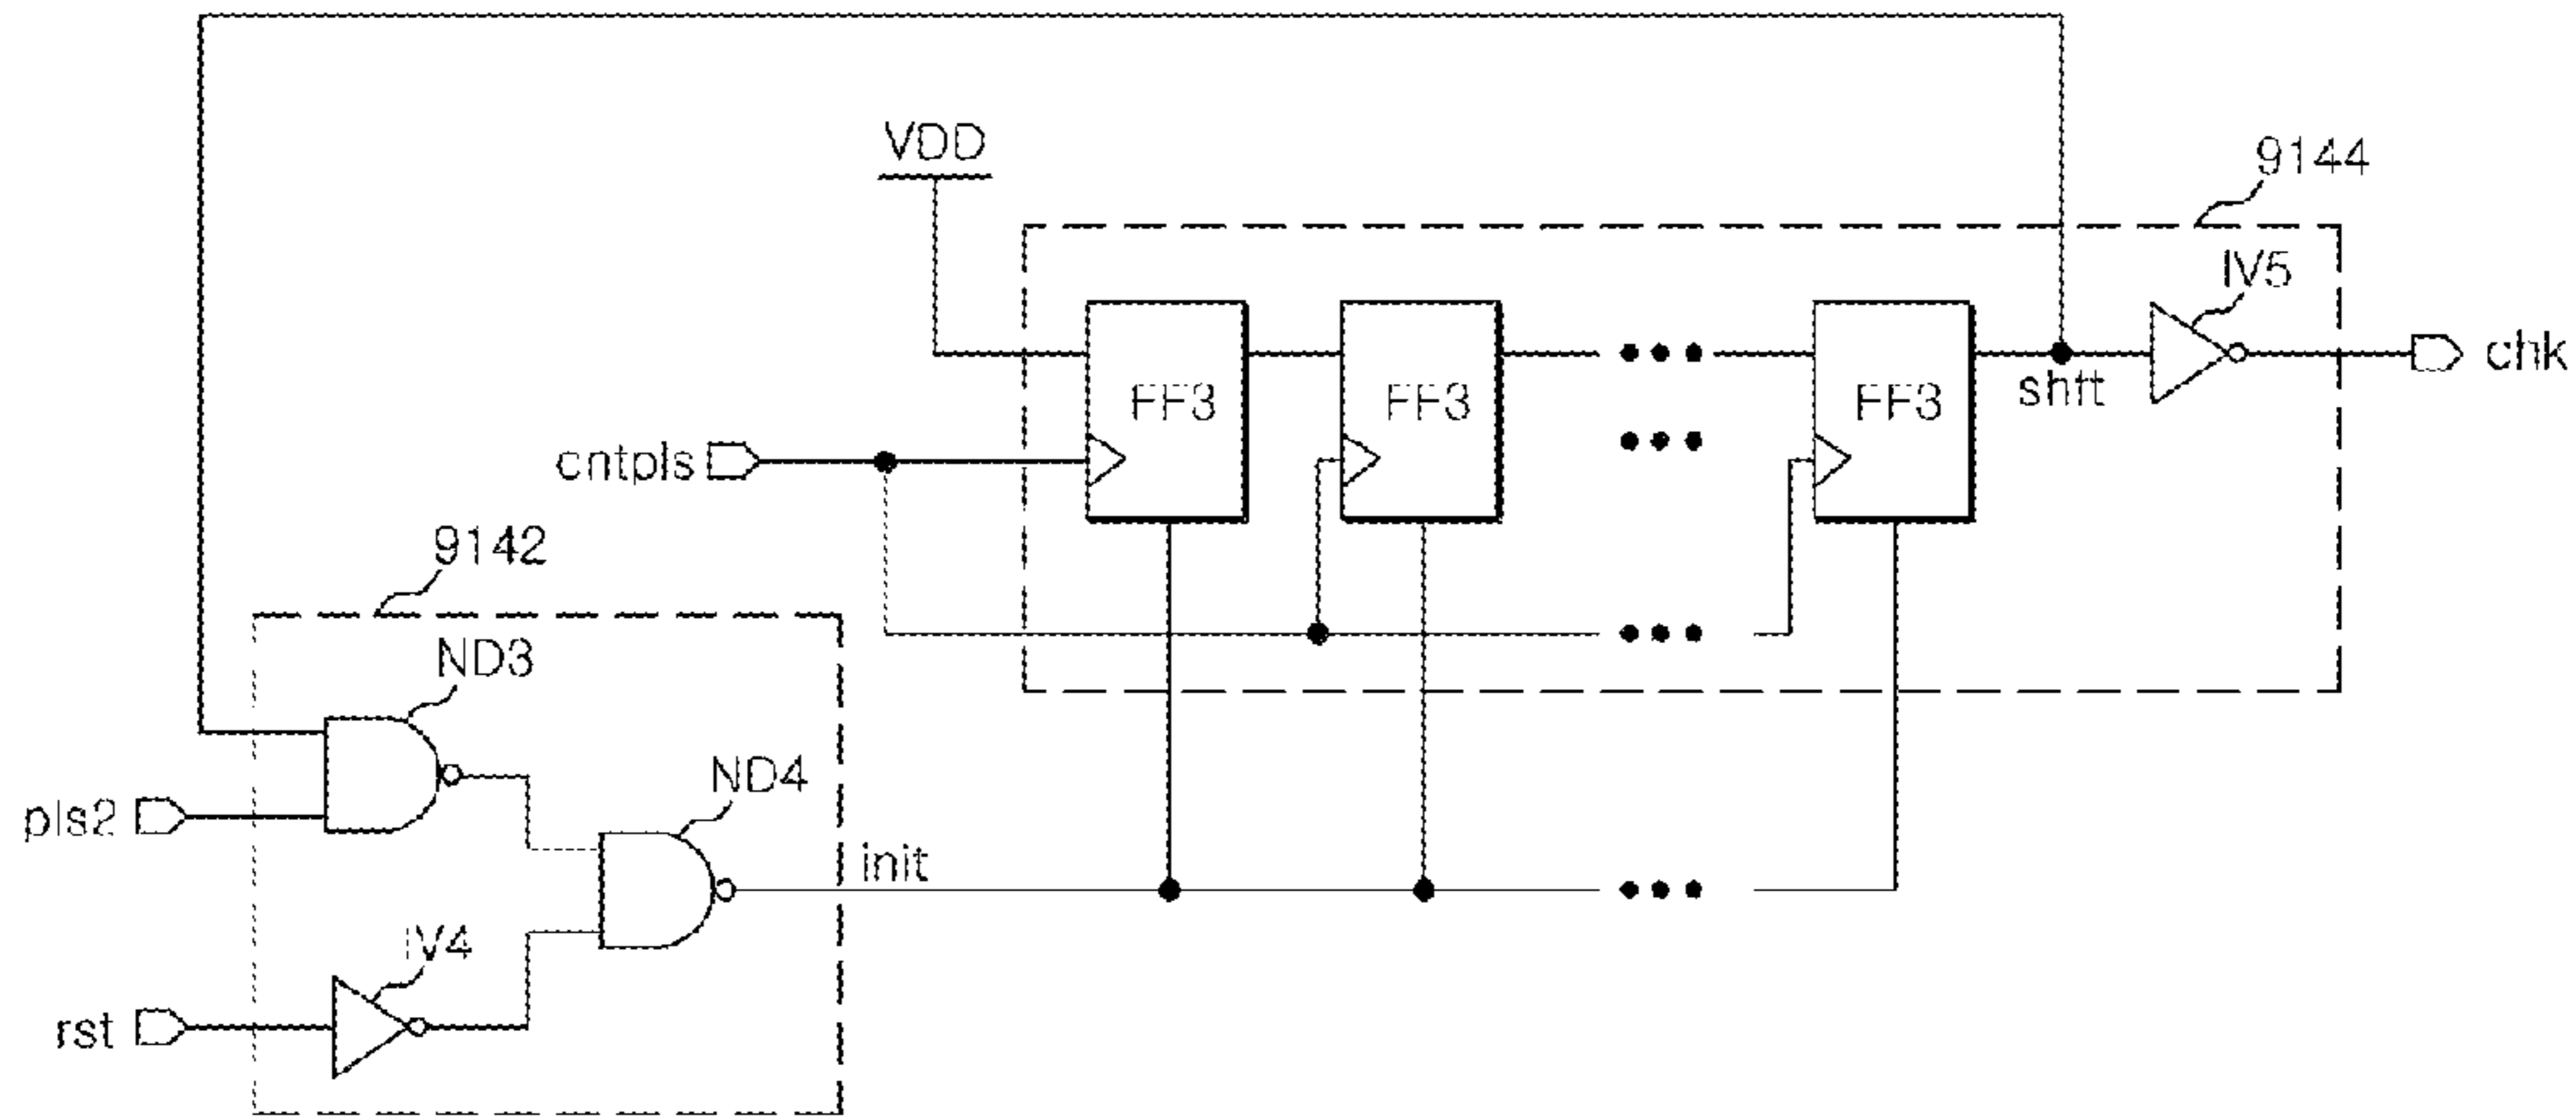 VDD
9144
IV5
FF3
FF3
FF3
shft
chk
cntpls
9142
ND3
ND4
pls2
init
IV4
rst